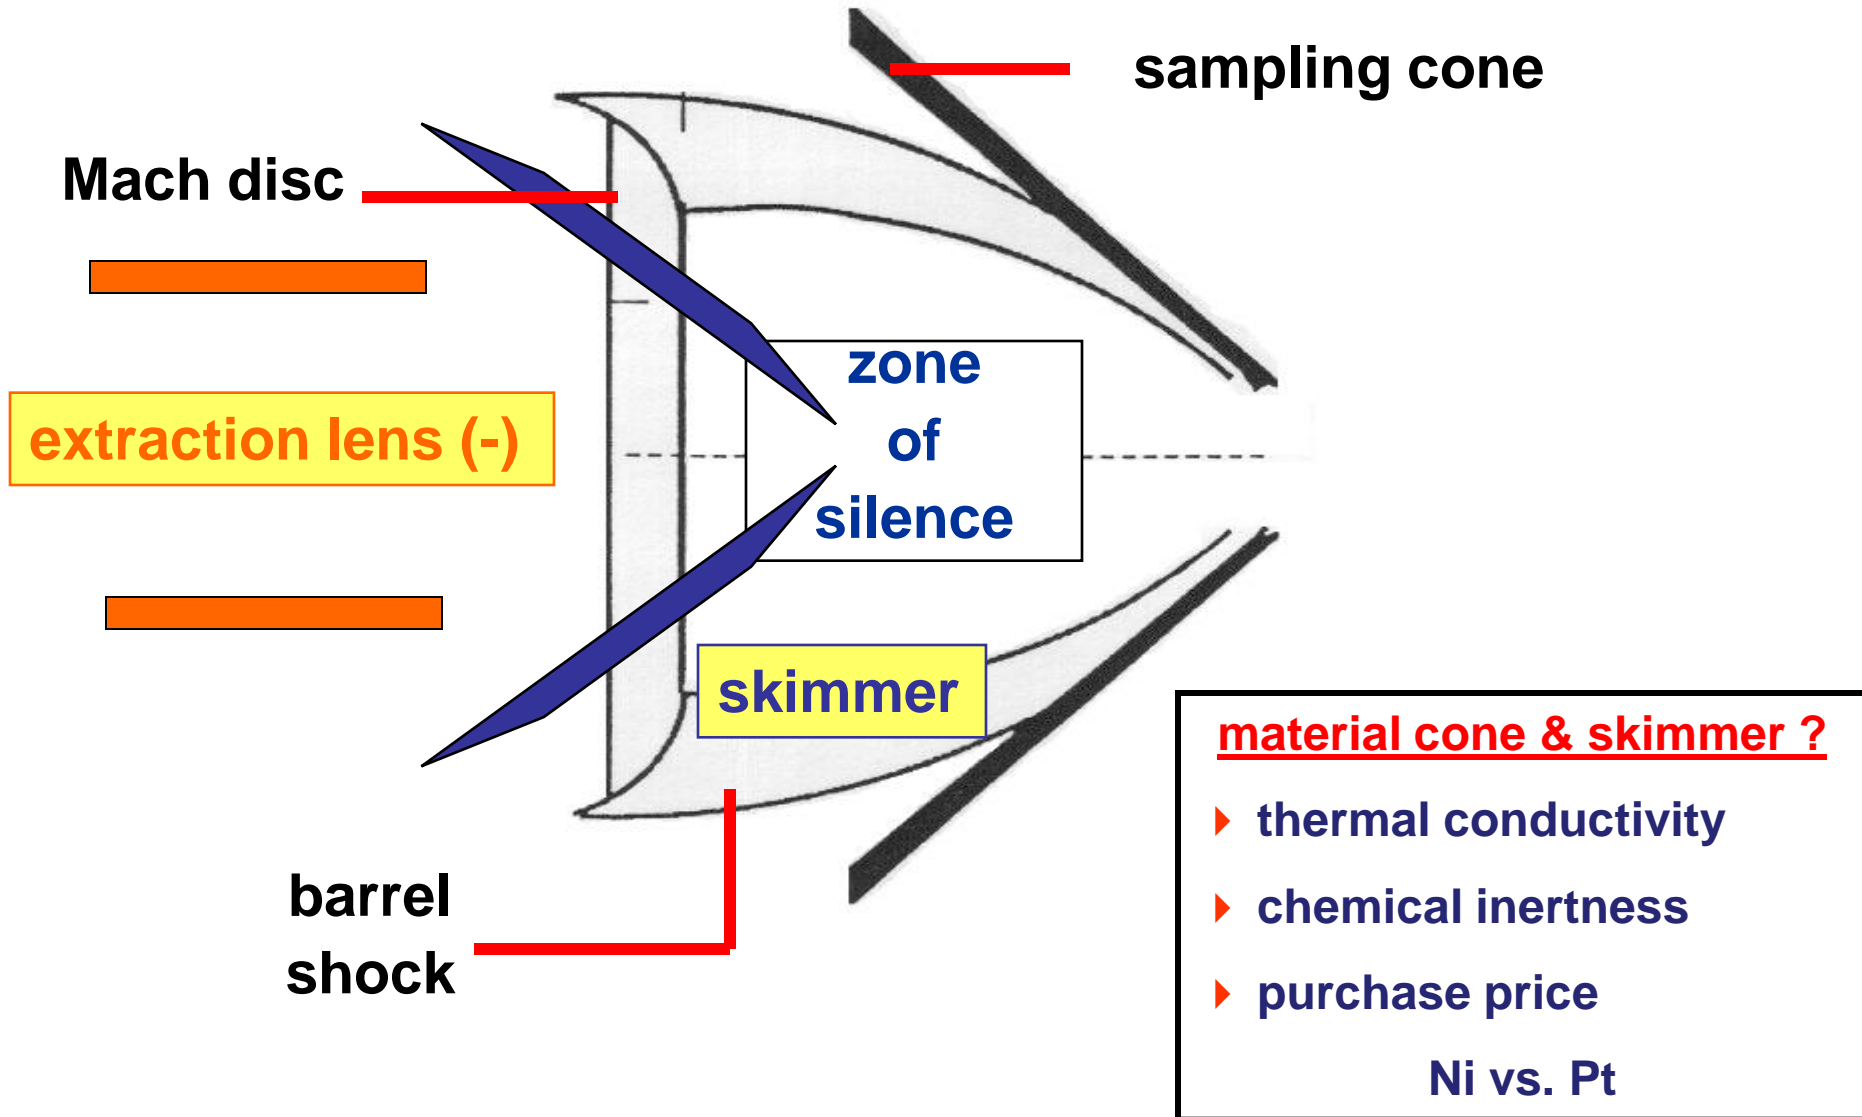 sampling cone
Mach disc
zone
of
silence
extraction lens (-)
skimmer
barrel
shock
material cone & skimmer ?
thermal conductivity
chemical inertness
purchase price
Ni vs. Pt